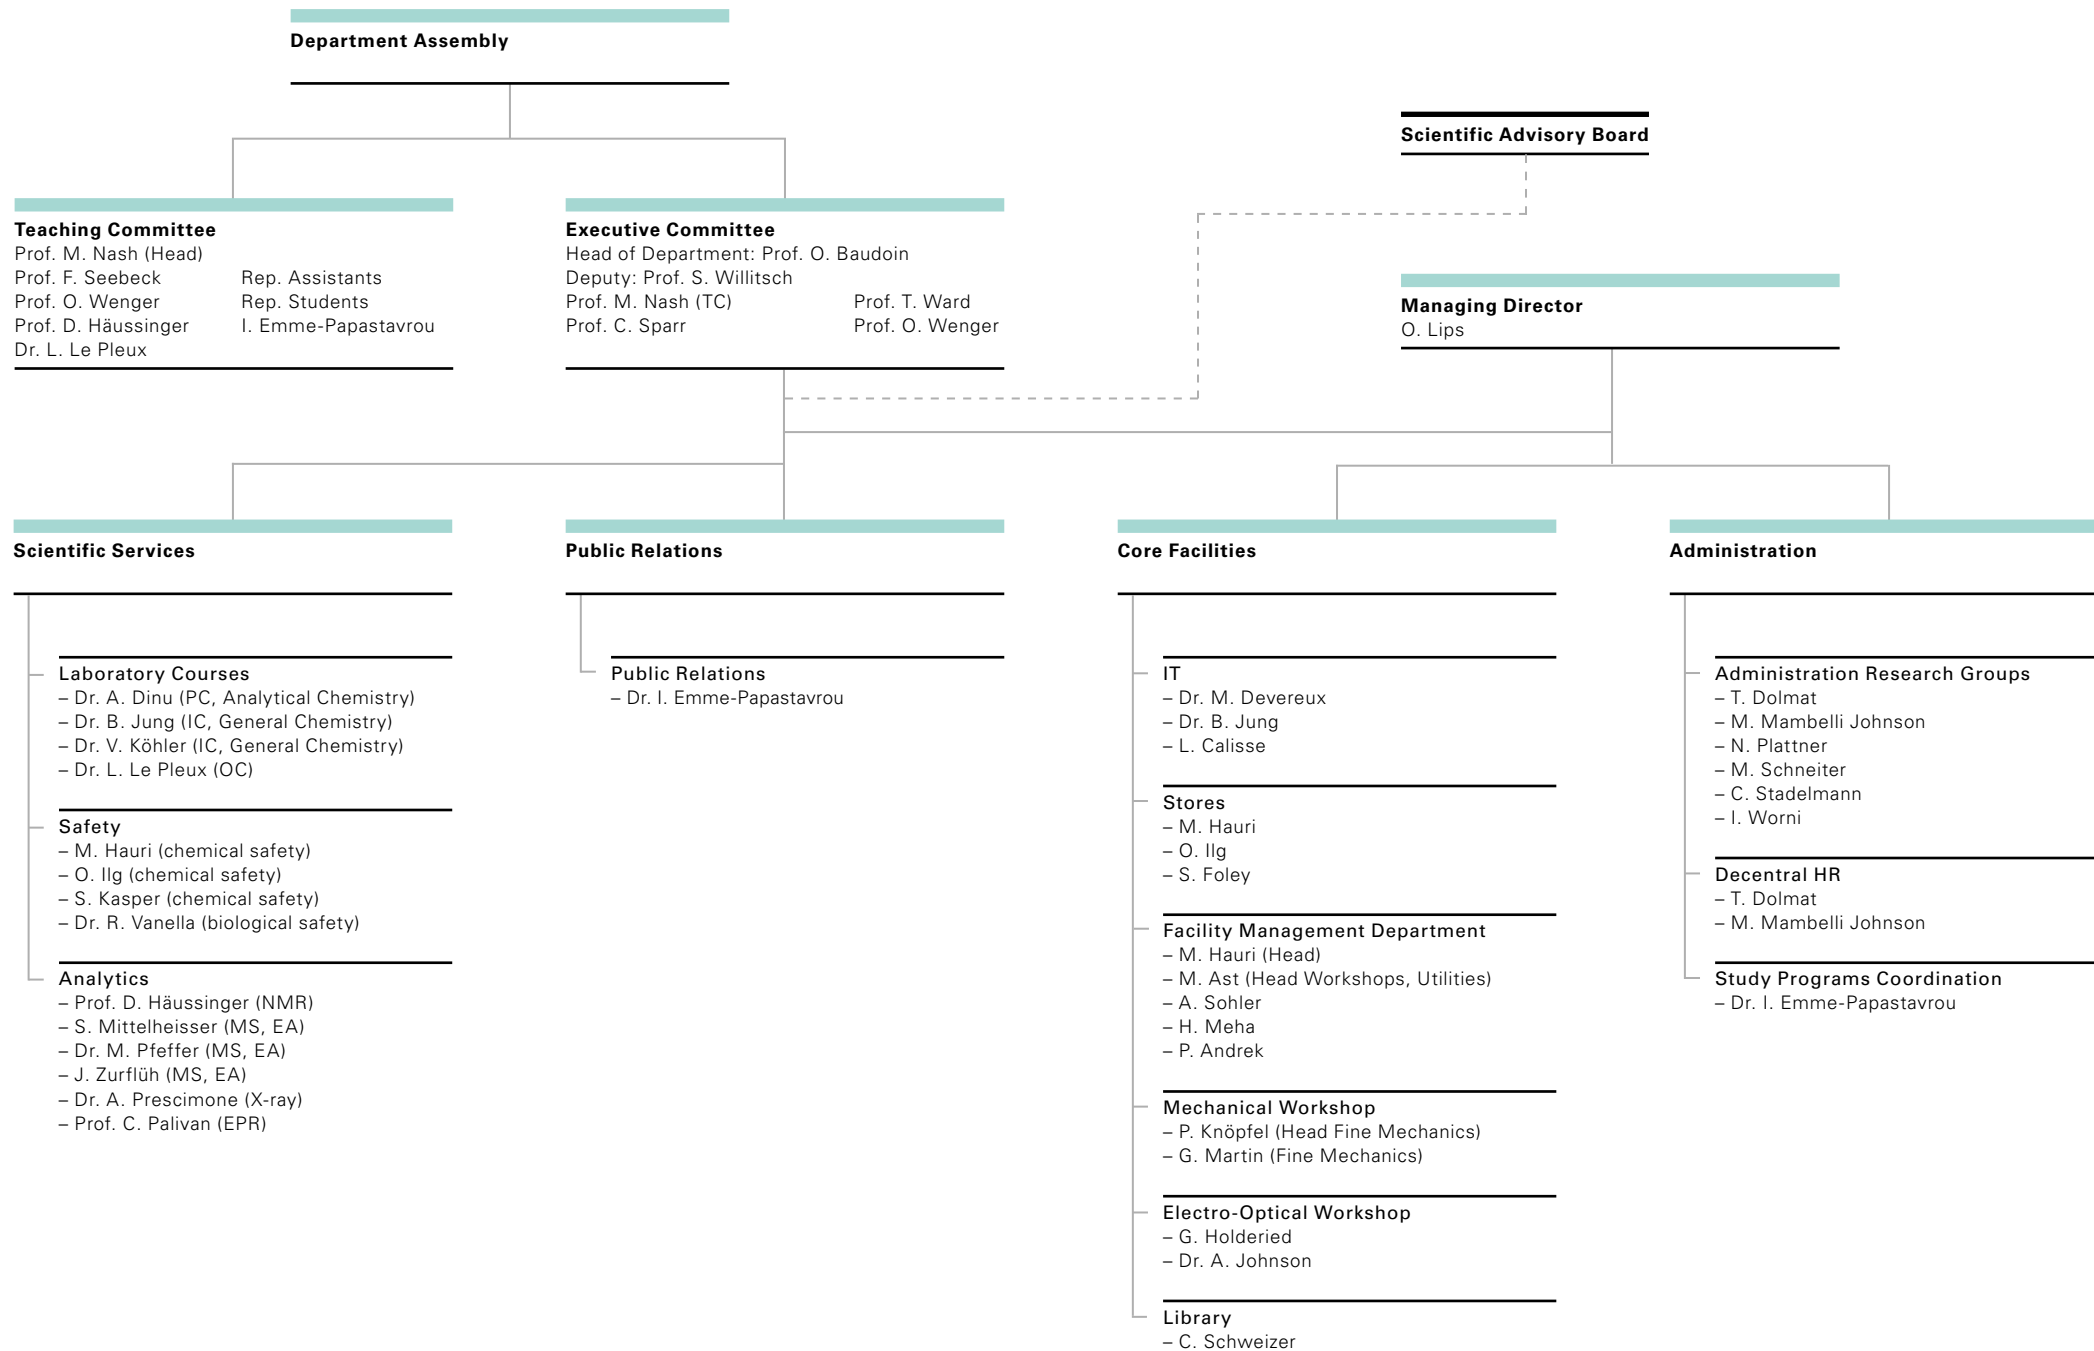 Department Assembly
Scientific Advisory Board
Teaching Committee
Prof. M. Nash (Head)
Prof. F. Seebeck
Prof. O. Wenger
Prof. D. Häussinger
Dr. L. Le Pleux
Rep. Assistants
Rep. Students
I. Emme-Papastavrou
Executive Committee
Head of Department: Prof. O. Baudoin
Deputy: Prof. S. Willitsch
Prof. M. Nash (TC)
Prof. C. Sparr
Prof. T. Ward
Prof. O. Wenger
Managing Director
O. Lips
Scientific Services
Laboratory Courses
– Dr. A. Dinu (PC, Analytical Chemistry)
– Dr. B. Jung (IC, General Chemistry)
– Dr. V. Köhler (IC, General Chemistry)
– Dr. L. Le Pleux (OC)
Safety
– M. Hauri (chemical safety)
– O. Ilg (chemical safety)
– S. Kasper (chemical safety)
– Dr. R. Vanella (biological safety)
Analytics
– Prof. D. Häussinger (NMR)
– S. Mittelheisser (MS, EA)
– Dr. M. Pfeffer (MS, EA)
– J. Zurflüh (MS, EA)
– Dr. A. Prescimone (X-ray)
– Prof. C. Palivan (EPR)
Public Relations
Public Relations
– Dr. I. Emme-Papastavrou
Core Facilities
IT
– Dr. M. Devereux
– Dr. B. Jung
– L. Calisse
Stores
– M. Hauri
– O. Ilg
– S. Foley
Facility Management Department
– M. Hauri (Head)
– M. Ast (Head Workshops, Utilities)
– A. Sohler
– H. Meha
– P. Andrek
Mechanical Workshop
– P. Knöpfel (Head Fine Mechanics)
– G. Martin (Fine Mechanics)
Electro-Optical Workshop
– G. Holderied
– Dr. A. Johnson
Library
– C. Schweizer
Administration
Administration Research Groups
– T. Dolmat
– M. Mambelli Johnson
– N. Plattner
– M. Schneiter
– C. Stadelmann
– I. Worni
Decentral HR
– T. Dolmat
– M. Mambelli Johnson
Study Programs Coordination
– Dr. I. Emme-Papastavrou